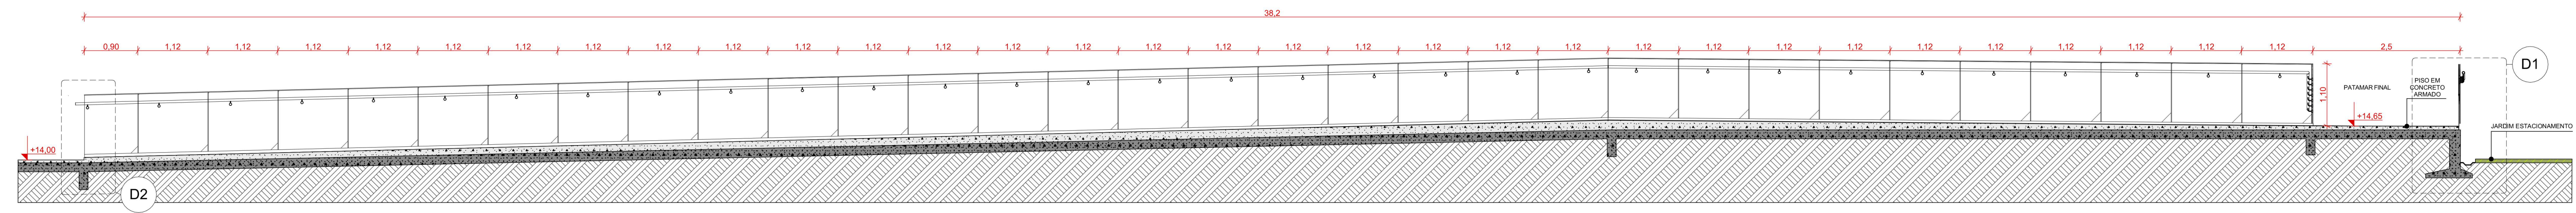 38,2
0,90 1,12 1,12 1,12 1,12 1,12 1,12 1,12 1,12 1,12 1,12 1,12 1,12 1,12 1,12 1,12 1,12 1,12 1,12 1,12 1,12 1,12 1,12 1,12 1,12 1,12 1,12 1,12 1,12 1,12 1,12 1,12 2,5
D1
1,10
PATAMAR FINAL
PISO EM
CONCRETO
ARMADO
+14,65
JARDIM ESTACIONAMENTO
+14,00
D2